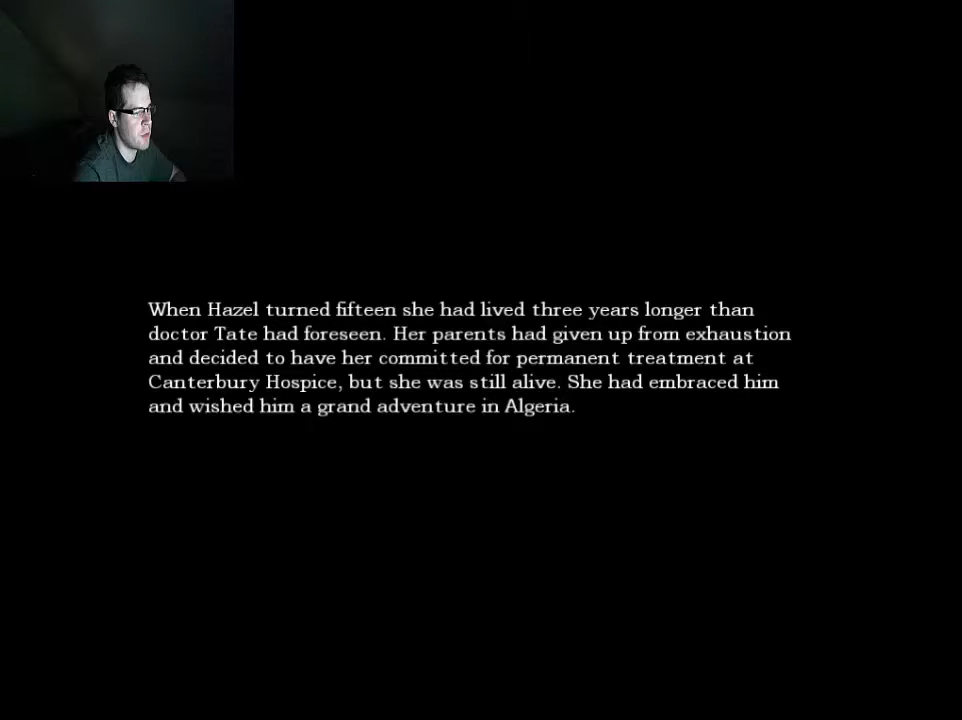 When Hazel turned fifteen she had lived three years longer than
doctor Tate had foreseen. Her parents had given up from exhaustion
and decided to have her committed for permanent treatment at
Canterbury Hospice, but she was still alive. She had embraced him
and wished him a grand adventure in Algeria.